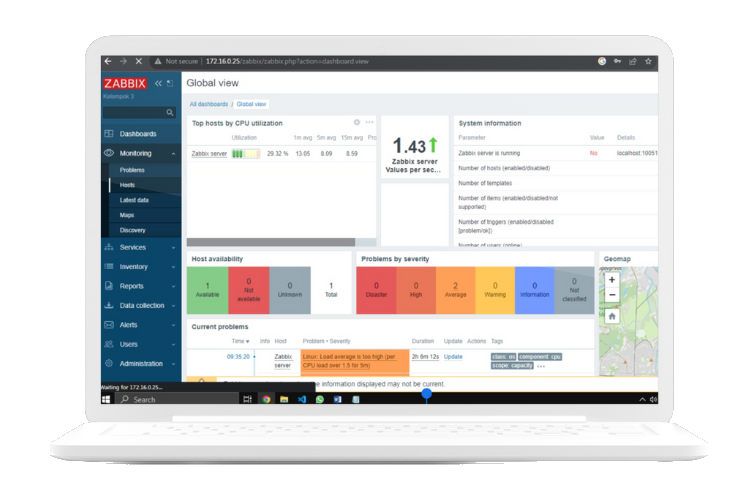 Not secure | 172.16.0.25/zabbix/zabbix.php?action=dashboard.view
ZABBIX
Kelompok 3
Dashboards
Monitoring
Problems
Hosts
Latest data
Maps
Discovery
Services
Inventory
Reports
Data collection
Alerts
Users
Administration
Waiting for 172.16.0.25...
Global view
All dashboards / Global view
Top hosts by CPU utilization
Utilization 1m avg 5m avg 15m avg Pro
Zabbix server 29.32 % 13.05 8.09 8.59
1.43
Zabbix server
Values per sec...
System information
Parameter Value Details
Zabbix server is running No localhost:10051
Number of hosts (enabled/disabled)
Number of templates
Number of items (enabled/disabled/not
supported)
Number of triggers (enabled/disabled
[problem/ok])
Number of users (online)
Host availability
1
Available
0
Not
available
0
Unknown
1
Total
Problems by severity
0
Disaster
0
High
2
Average
0
Warning
0
Information
0
Not
classified
Geomap
+
−
Current problems
Time Info Host Problem • Severity Duration Update Actions Tags
09:35:20 Zabbix server Linux: Load average is too high (per
CPU load over 1.5 for 5m) 2h 6m 12s Update class: os component: cpu
scope: capacity ...
e information displayed may not be current.
Search